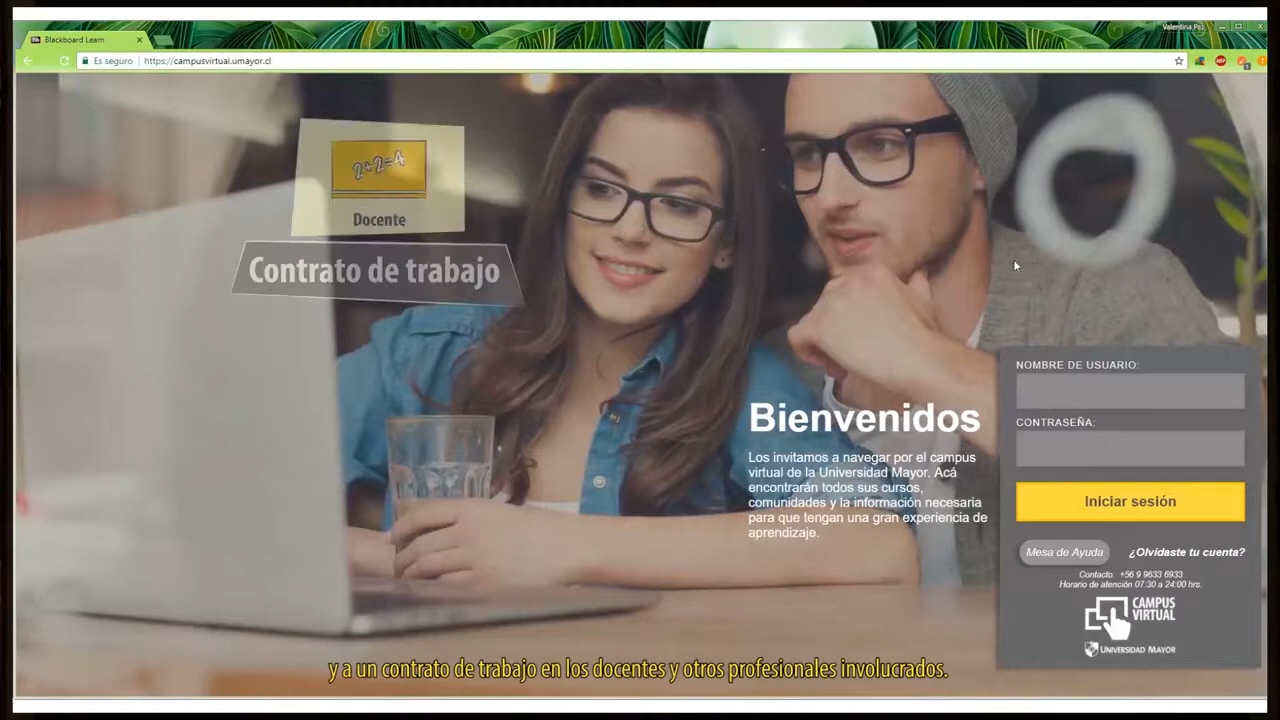 Valentina Paz
Blackboard Learn
Es seguro
https://campusvirtual.umayor.cl
2+2=4
Docente
Contrato de trabajo
NOMBRE DE USUARIO:
CONTRASEÑA:
Bienvenidos
Los invitamos a navegar por el campus
virtual de la Universidad Mayor. Acá
encontrarán todos sus cursos,
comunidades y la información necesaria
para que tengan una gran experiencia de
aprendizaje.
Iniciar sesión
Mesa de Ayuda
¿Olvidaste tu cuenta?
Contacto: +56 9 9633 6933
Horario de atención 07:30 a 24:00 hrs.
CAMPUS
VIRTUAL
UNIVERSIDAD MAYOR
y a un contrato de trabajo en los docentes y otros profesionales involucrados.